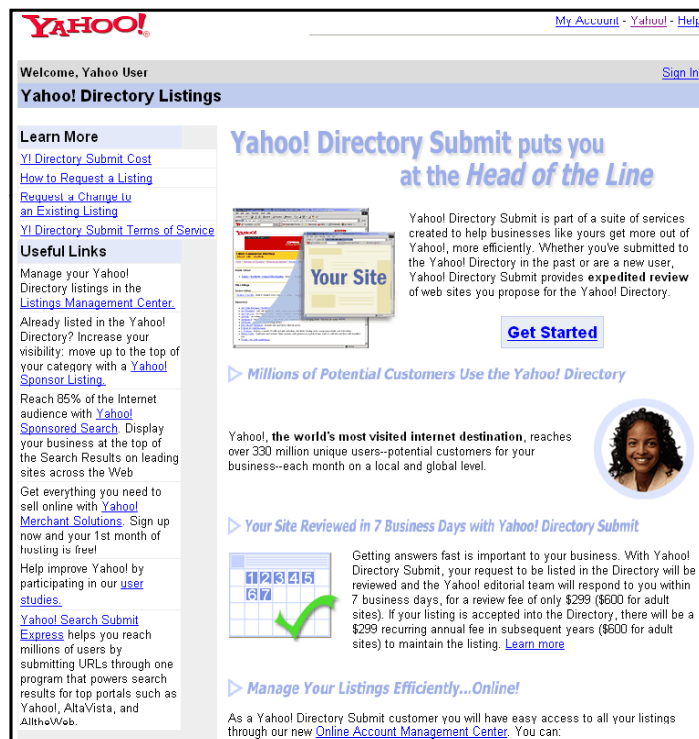 YAHOO!
My Account - Yahoo! - Help
Welcome, Yahoo User
Sign In
Yahoo! Directory Listings
Learn More
Y! Directory Submit Cost
How to Request a Listing
Request a Change to
an Existing Listing
Y! Directory Submit Terms of Service
Useful Links
Manage your Yahoo!
Directory listings in the
Listings Management Center.
Already listed in the Yahoo!
Directory? Increase your
visibility: move up to the top of
your category with a Yahoo!
Sponsor Listing.
Reach 85% of the Internet
audience with Yahoo!
Sponsored Search. Display
your business at the top of
the Search Results on leading
sites across the Web
Get everything you need to
sell online with Yahoo!
Merchant Solutions. Sign up
now and your 1st month of
hosting is free!
Help improve Yahoo! by
participating in our user
studies.
Yahoo! Search Submit
Express helps you reach
millions of users by
submitting URLs through one
program that powers search
results for top portals such as
Yahoo!, AltaVista, and
AlltheWeb.
Yahoo! Directory Submit puts you
at the Head of the Line
Your Site
Yahoo! Directory Submit is part of a suite of services
created to help businesses like yours get more out of
Yahoo!, more efficiently. Whether you've submitted to
the Yahoo! Directory in the past or are a new user,
Yahoo! Directory Submit provides expedited review
of web sites you propose for the Yahoo! Directory.
Get Started
Millions of Potential Customers Use the Yahoo! Directory
Yahoo!, the world's most visited internet destination, reaches
over 330 million unique users--potential customers for your
business--each month on a local and global level.
Your Site Reviewed in 7 Business Days with Yahoo! Directory Submit
1 2 3 4 5
6 7
Getting answers fast is important to your business. With Yahoo!
Directory Submit, your request to be listed in the Directory will be
reviewed and the Yahoo! editorial team will respond to you within
7 business days, for a review fee of only $299 ($600 for adult
sites). If your listing is accepted into the Directory, there will be a
$299 recurring annual fee in subsequent years ($600 for adult
sites) to maintain the listing. Learn more
Manage Your Listings Efficiently...Online!
As a Yahoo! Directory Submit customer you will have easy access to all your listings
through our new Online Account Management Center. You can: